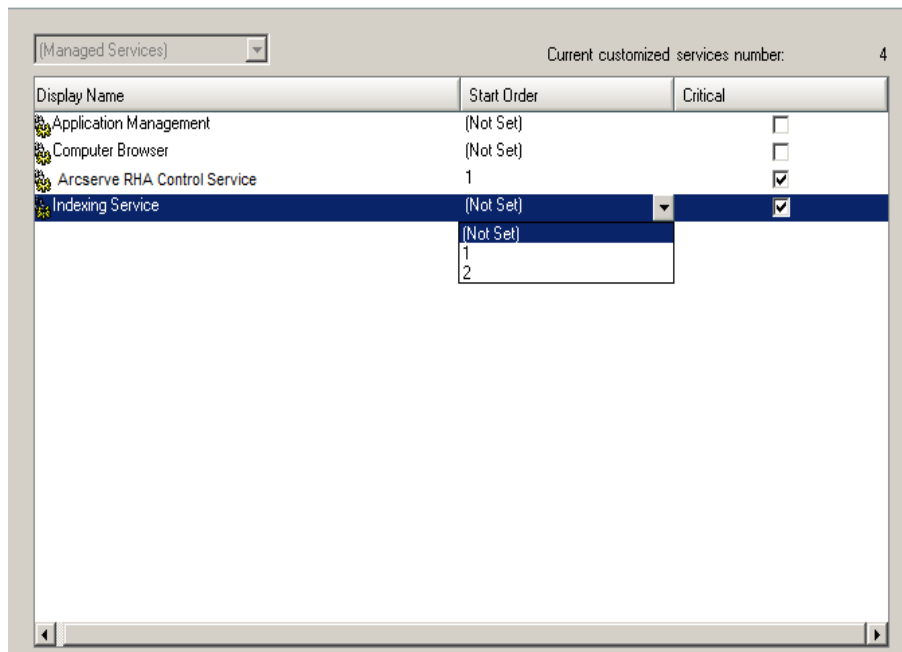 (Managed Services)
Current customized services number: 4
Display Name Start Order Critical
Application Management (Not Set)
Computer Browser (Not Set)
Arcserve RHA Control Service 1
Indexing Service (Not Set)
(Not Set)
1
2